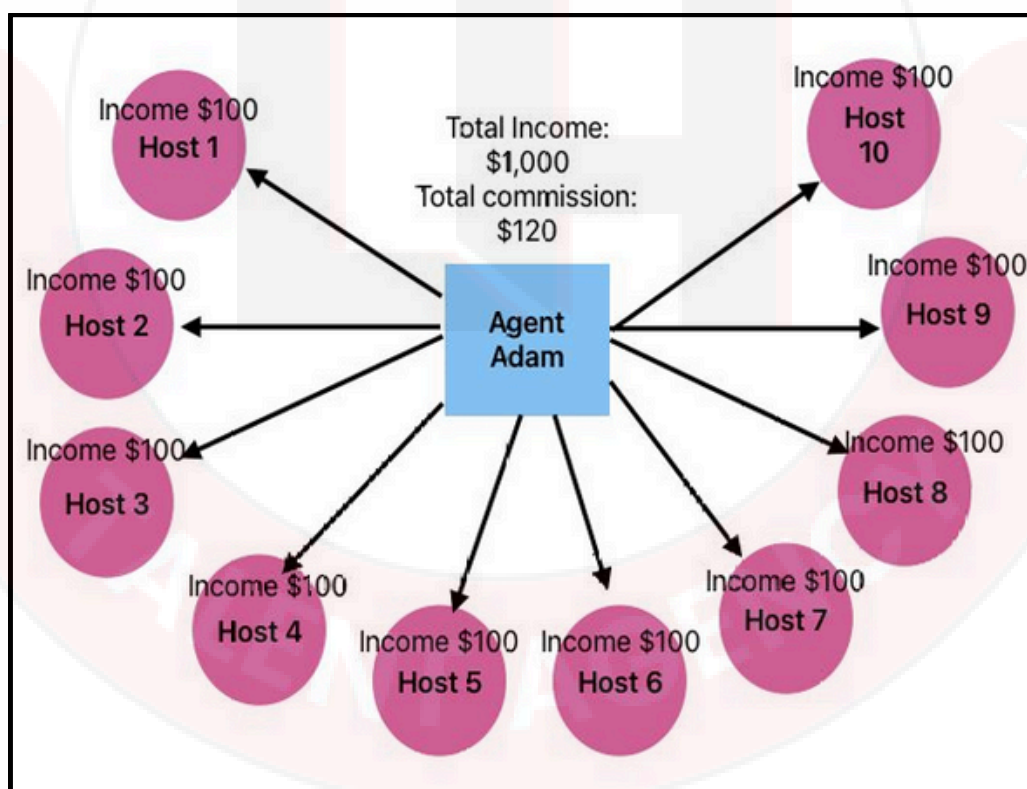 Income $100
Host 1
Income $100
Host 2
Income $100
Host 3
Income $100
Host 4
Income $100
Host 5
Income $100
Host 6
Income $100
Host 7
Income $100
Host 8
Income $100
Host 9
Income $100
Host
10
Total Income:
$1,000
Total commission:
$120
Agent
Adam
TALENT AGENCY